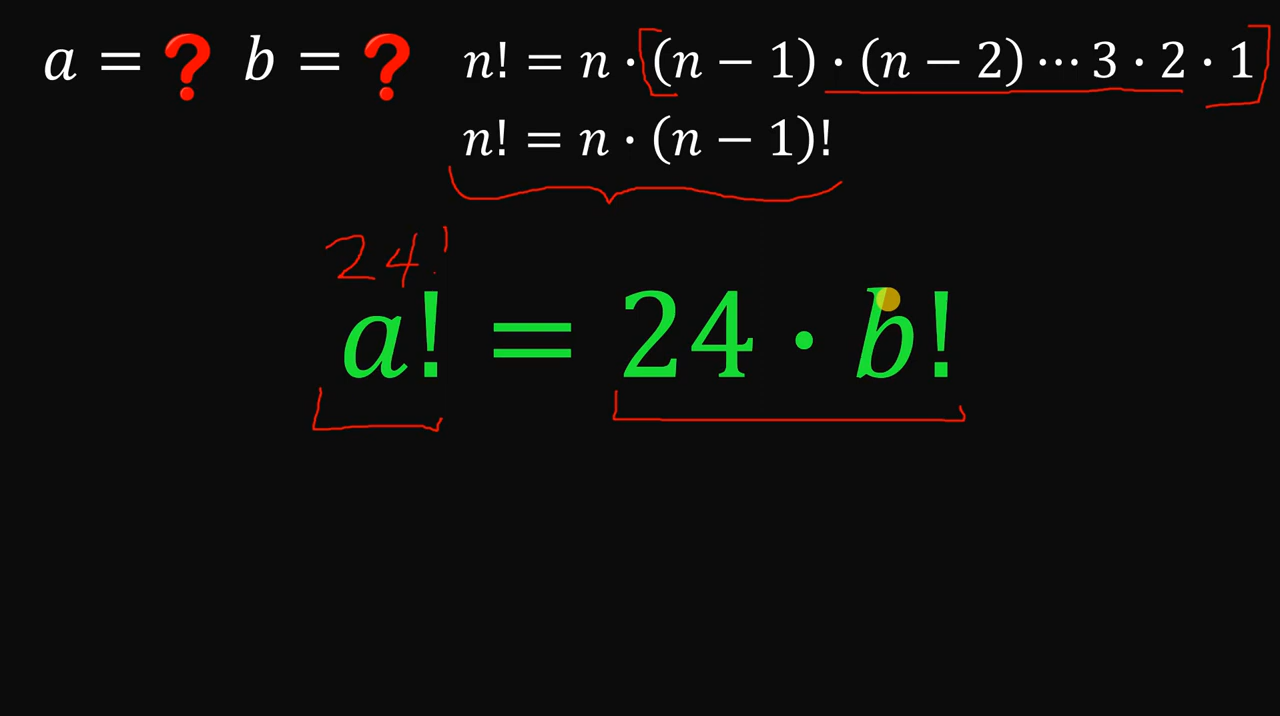 a = ❓ b = ❓ n! = n · (n − 1) · (n − 2) ⋯ 3 · 2 · 1
n! = n · (n − 1)!
24!
a! = 24 · b!